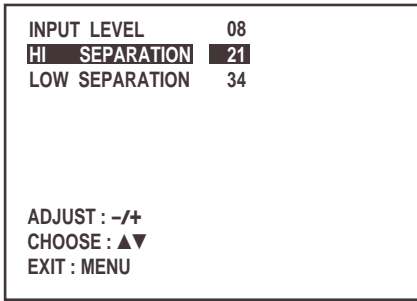 INPUT LEVEL 08
HI SEPARATION 21
LOW SEPARATION 34
ADJUST : -/+
CHOOSE : ▲▼
EXIT : MENU